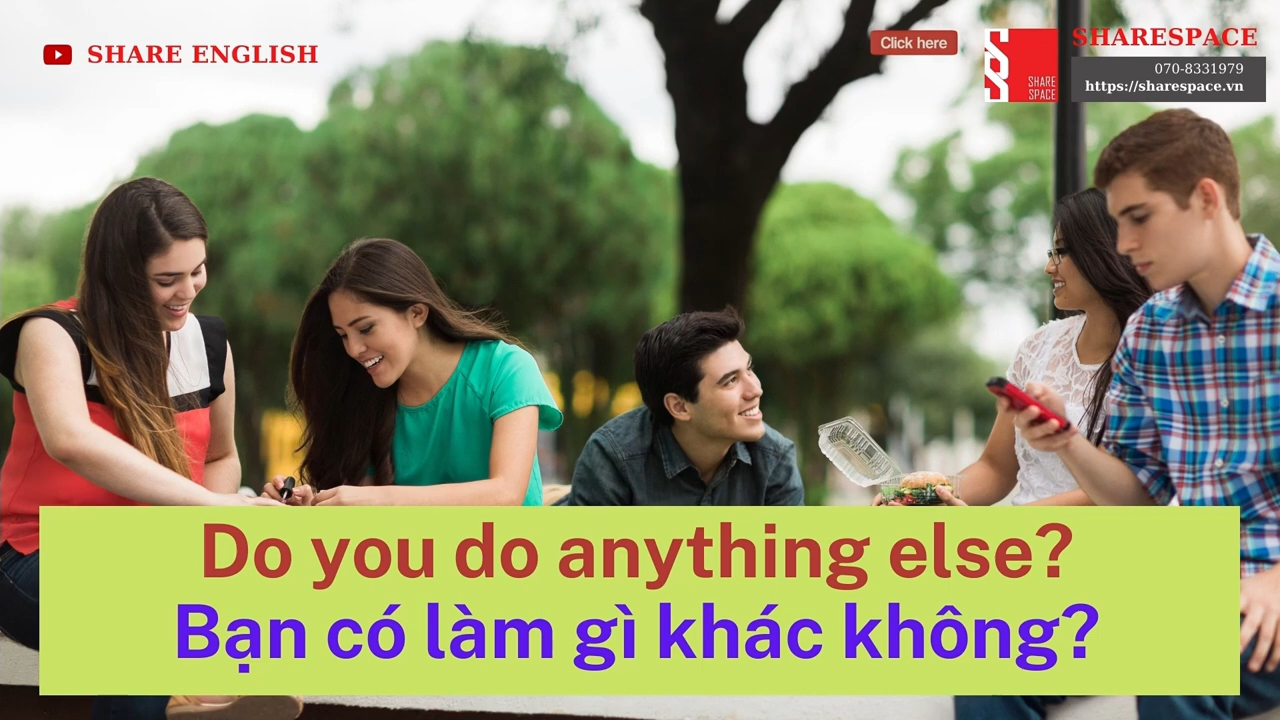 SHARE ENGLISH
Click here
SHARE SPACE
SHARESPACE
070-8331979
https://sharespace.vn
Do you do anything else?
Bạn có làm gì khác không?